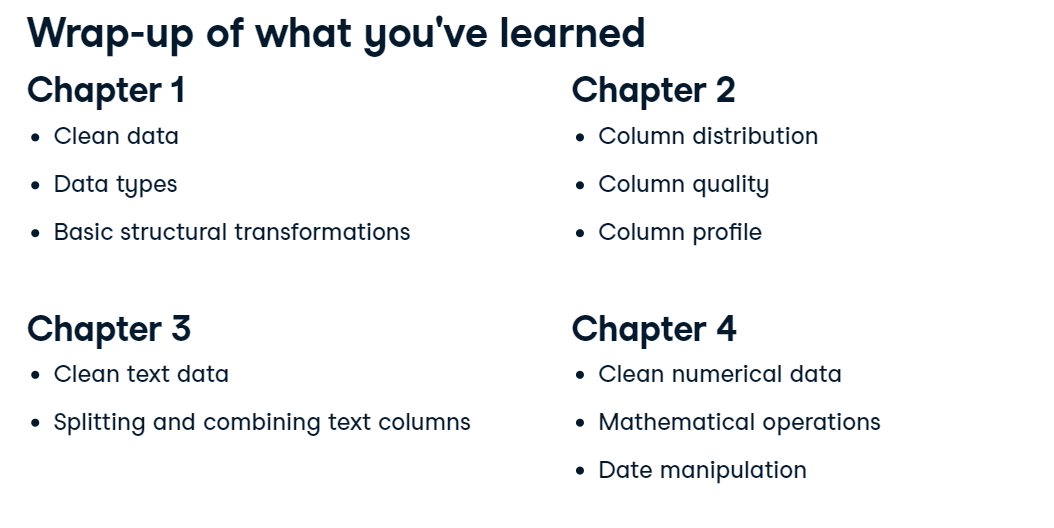 Wrap-up of what you've learned
Chapter 1
• Clean data
• Data types
• Basic structural transformations
Chapter 2
• Column distribution
• Column quality
• Column profile
Chapter 3
• Clean text data
• Splitting and combining text columns
Chapter 4
• Clean numerical data
• Mathematical operations
• Date manipulation